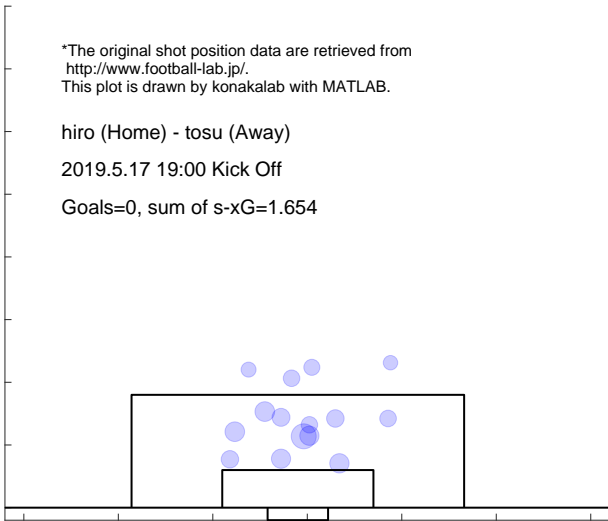 *The original shot position data are retrieved from
http://www.football-lab.jp/.
This plot is drawn by konakalab with MATLAB.
hiro (Home) - tosu (Away)
2019.5.17 19:00 Kick Off
Goals=0, sum of s-xG=1.654